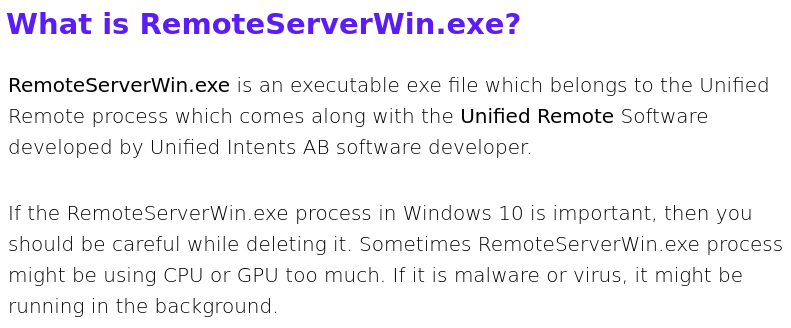 What is RemoteServerWin.exe?
RemoteServerWin.exe is an executable exe file which belongs to the Unified
Remote process which comes along with the Unified Remote Software
developed by Unified Intents AB software developer.
If the RemoteServerWin.exe process in Windows 10 is important, then you
should be careful while deleting it. Sometimes RemoteServerWin.exe process
might be using CPU or GPU too much. If it is malware or virus, it might be
running in the background.